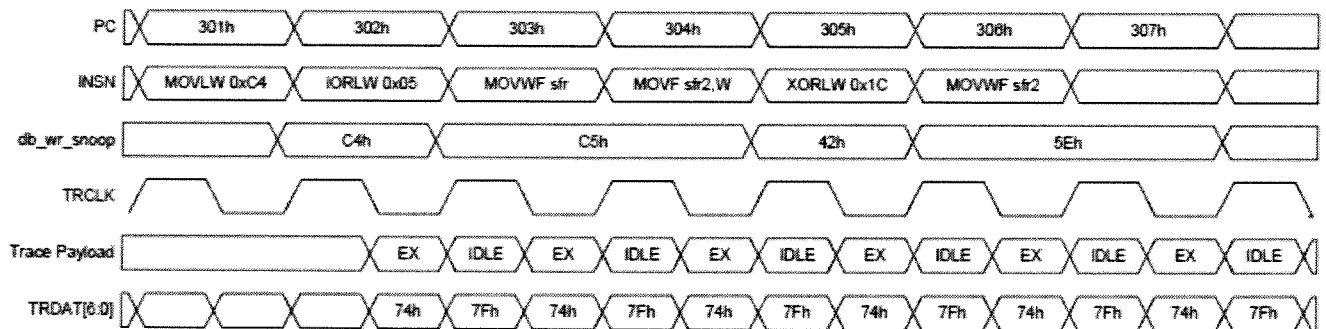 PC 301h 302h 303h 304h 305h 306h 307h
INSN MOVLW 0xC4 IORLW 0x05 MOVWF sfr MOVF sfr2,W XORLW 0x1C MOVWF sfr2
db_wr_snoop C4h C5h 42h 5Eh
TRCLK
Trace Payload EX IDLE EX IDLE EX IDLE EX IDLE EX IDLE EX IDLE
TRDAT[6:0] 74h 7Fh 74h 7Fh 74h 7Fh 74h 7Fh 74h 7Fh 74h 7Fh